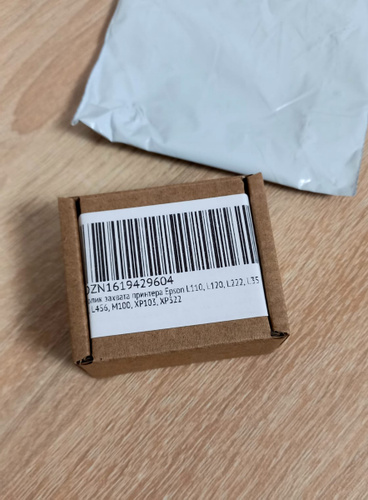 OZN1619429604
олик захвата принтера Epson L110, L120, L222, L35
L456, M100, XP103, XP322